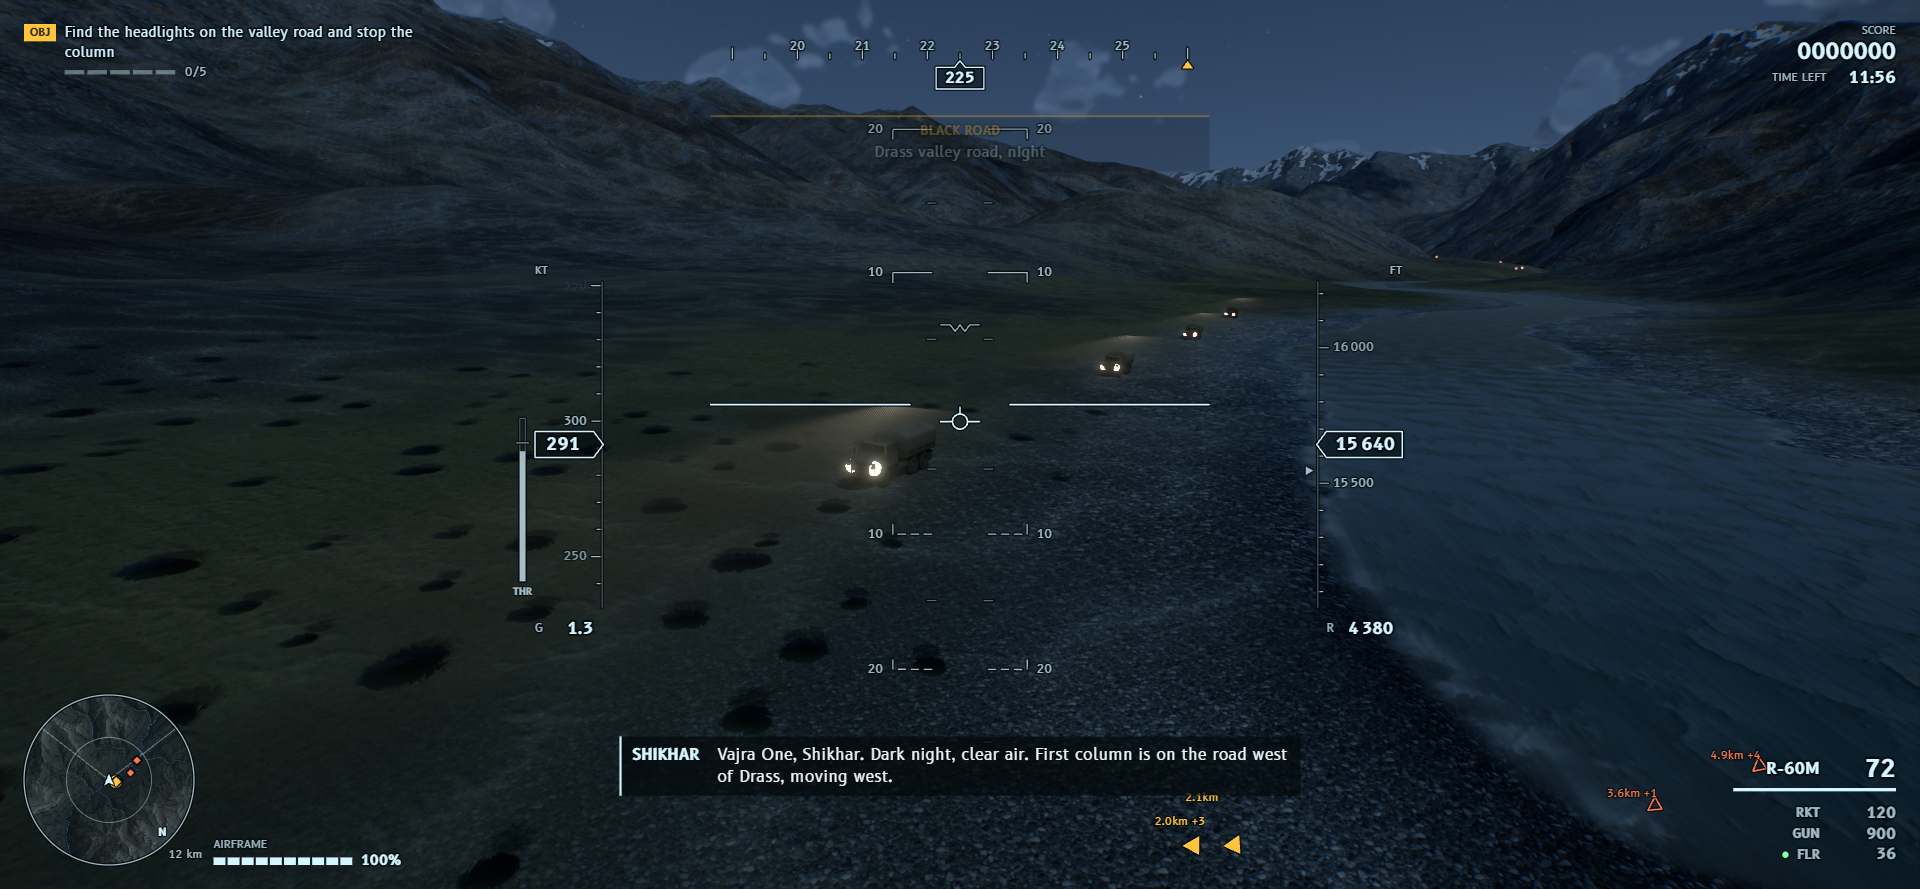 OBJ Find the headlights on the valley road and stop the
column
0/5
20 21 22 23 24 25
225
SCORE
0000000
TIME LEFT 11:56
BLACK ROAD
Drass valley road, night
20 20
10 10
KT
FT
350
300
291
250
THR
G 1.3
16 000
15 640
15 500
R 4 380
10 10
20 20
SHIKHAR Vajra One, Shikhar. Dark night, clear air. First column is on the road west
of Drass, moving west.
2.1km
2.0km +3
4.9km +4
3.6km +1
R-60M 72
RKT 120
GUN 900
FLR 36
N
12 km
AIRFRAME
100%